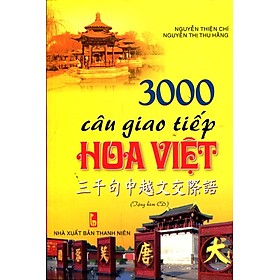 NGUYỄN THIỆN CHÍ
NGUYỄN THỊ THU HẰNG
3000
câu giao tiếp
HOA VIỆT
三千句中越文交際語
(Tặng kèm CD)
NHÀ XUẤT BẢN THANH NIÊN
唐 大